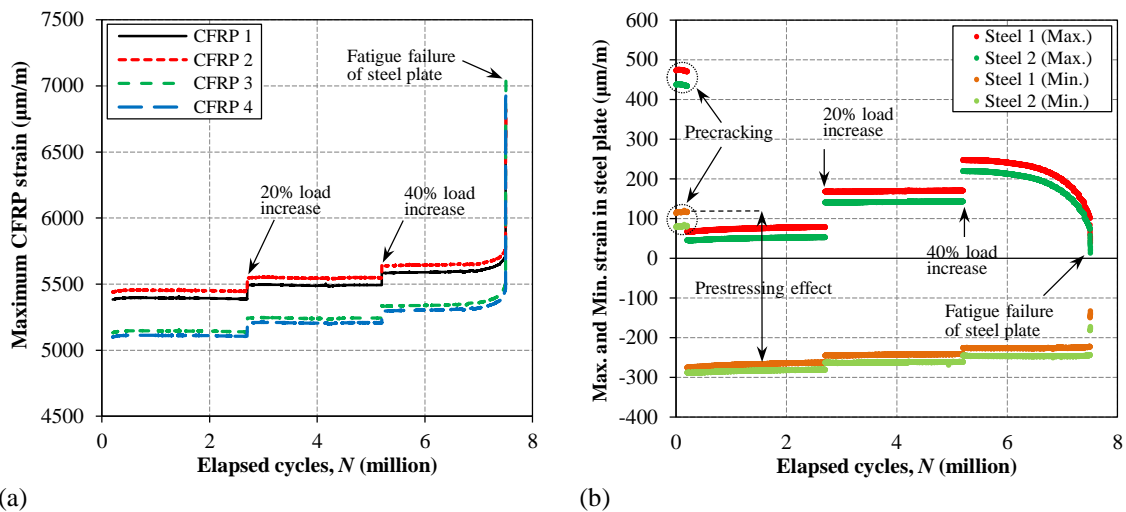 CFRP 1
CFRP 2
CFRP 3
CFRP 4
Fatigue failure
of steel plate
20% load
increase
40% load
increase
7500
7000
6500
6000
5500
5000
4500
0
2
4
6
8
Maximum CFRP strain (μm/m)
Elapsed cycles, N (million)
(a)
Steel 1 (Max.)
Steel 2 (Max.)
Steel 1 (Min.)
Steel 2 (Min.)
Precracking
20% load
increase
40% load
increase
Prestressing effect
Fatigue failure
of steel plate
600
500
400
300
200
100
0
-100
-200
-300
-400
0
2
4
6
8
Max. and Min. strain in steel plate (μm/m)
Elapsed cycles, N (million)
(b)